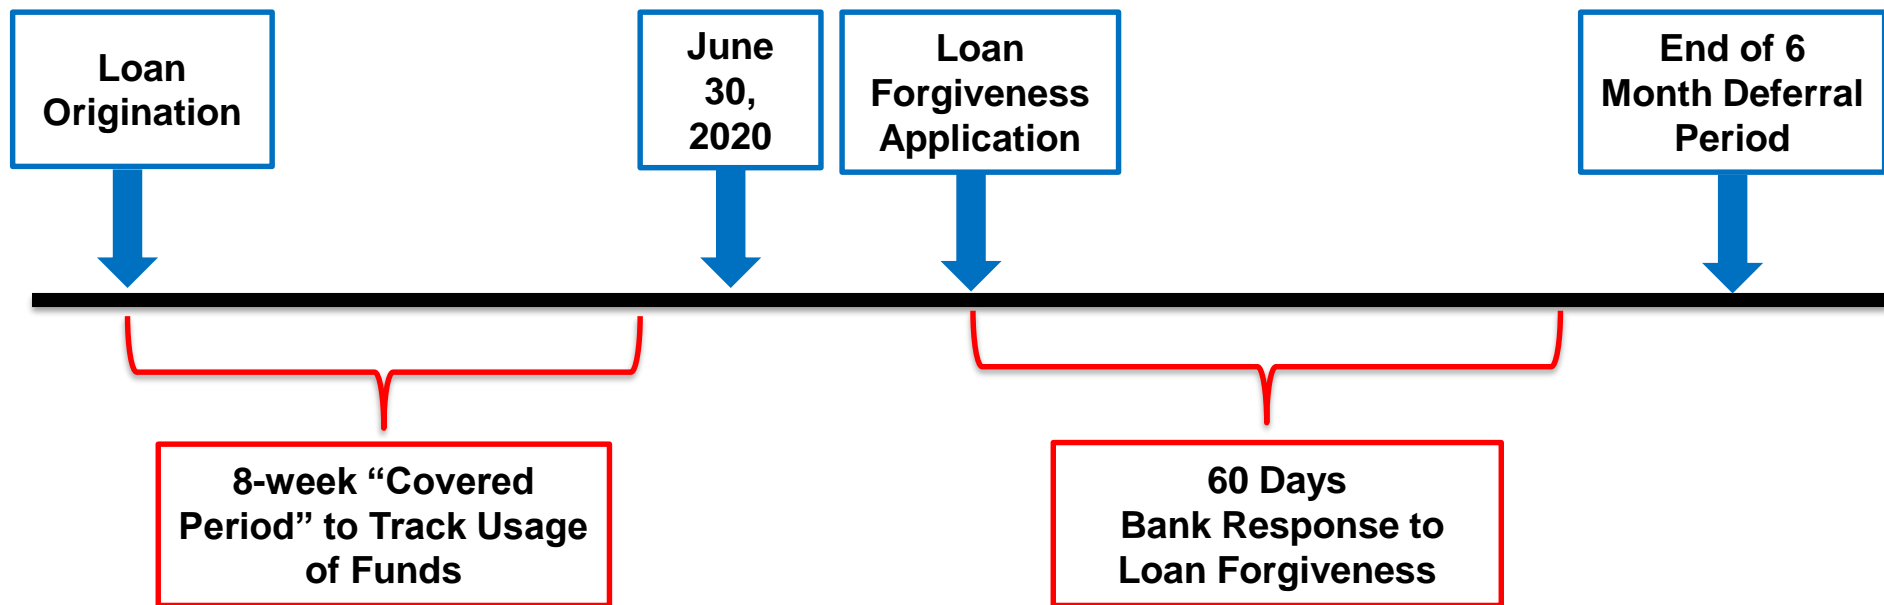 Loan
Origination
June
30,
2020
Loan
Forgiveness
Application
End of 6
Month Deferral
Period
8-week “Covered
Period” to Track Usage
of Funds
60 Days
Bank Response to
Loan Forgiveness